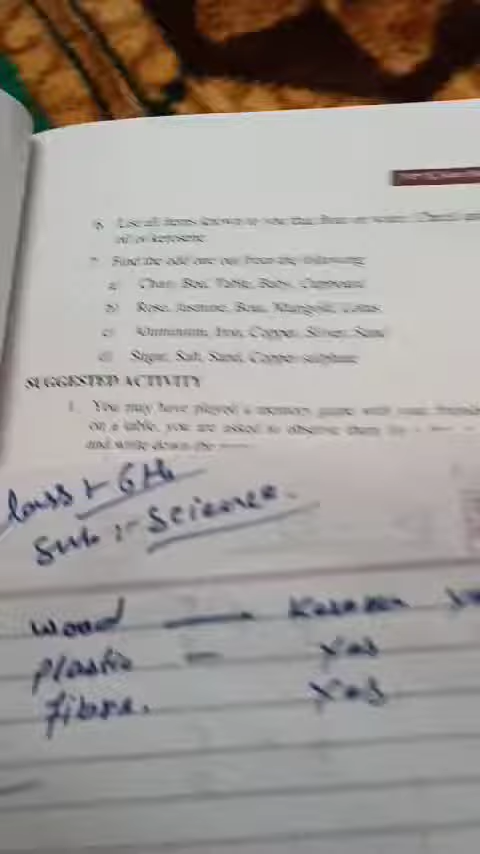 6. List all items known to you that float on water. Check
oil or kerosene.
7. Find the odd one out from the following:
a) Chair, Bed, Table, Baby, Cupboard
b) Rose, Jasmine, Boat, Marigold, Lotus
c) Aluminium, Iron, Copper, Silver, Sand
d) Sugar, Salt, Sand, Copper sulphate
SUGGESTED ACTIVITY
1. You may have played a memory game with your friends
on a table, you are asked to observe them
and write down the
Class :- 6th
Sub :- Science.
wood —
plastic — Yes
fibre. Yes